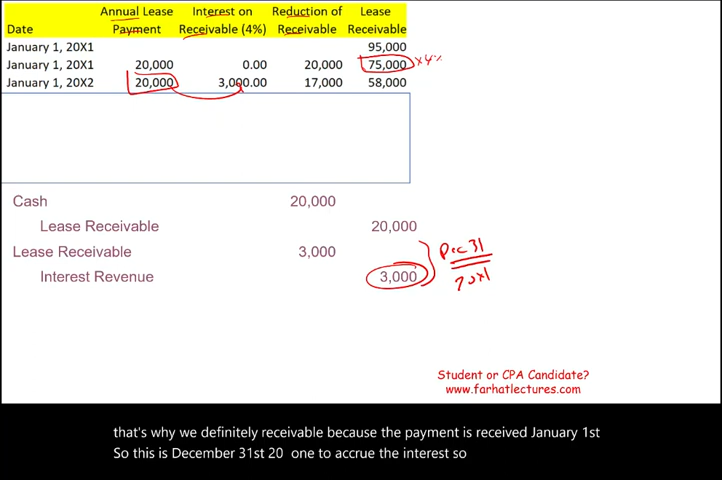 Annual Lease Interest on Reduction of Lease
Date Payment Receivable (4%) Receivable Receivable
January 1, 20X1 95,000
January 1, 20X1 20,000 0.00 20,000 75,000 x4%
January 1, 20X2 20,000 3,000.00 17,000 58,000
Cash 20,000
Lease Receivable 20,000
Lease Receivable 3,000 Dec 31
Interest Revenue 3,000 20x1
Student or CPA Candidate?
www.farhatlectures.com
that's why we definitely receivable because the payment is received January 1st
So this is December 31st 20 one to accrue the interest so